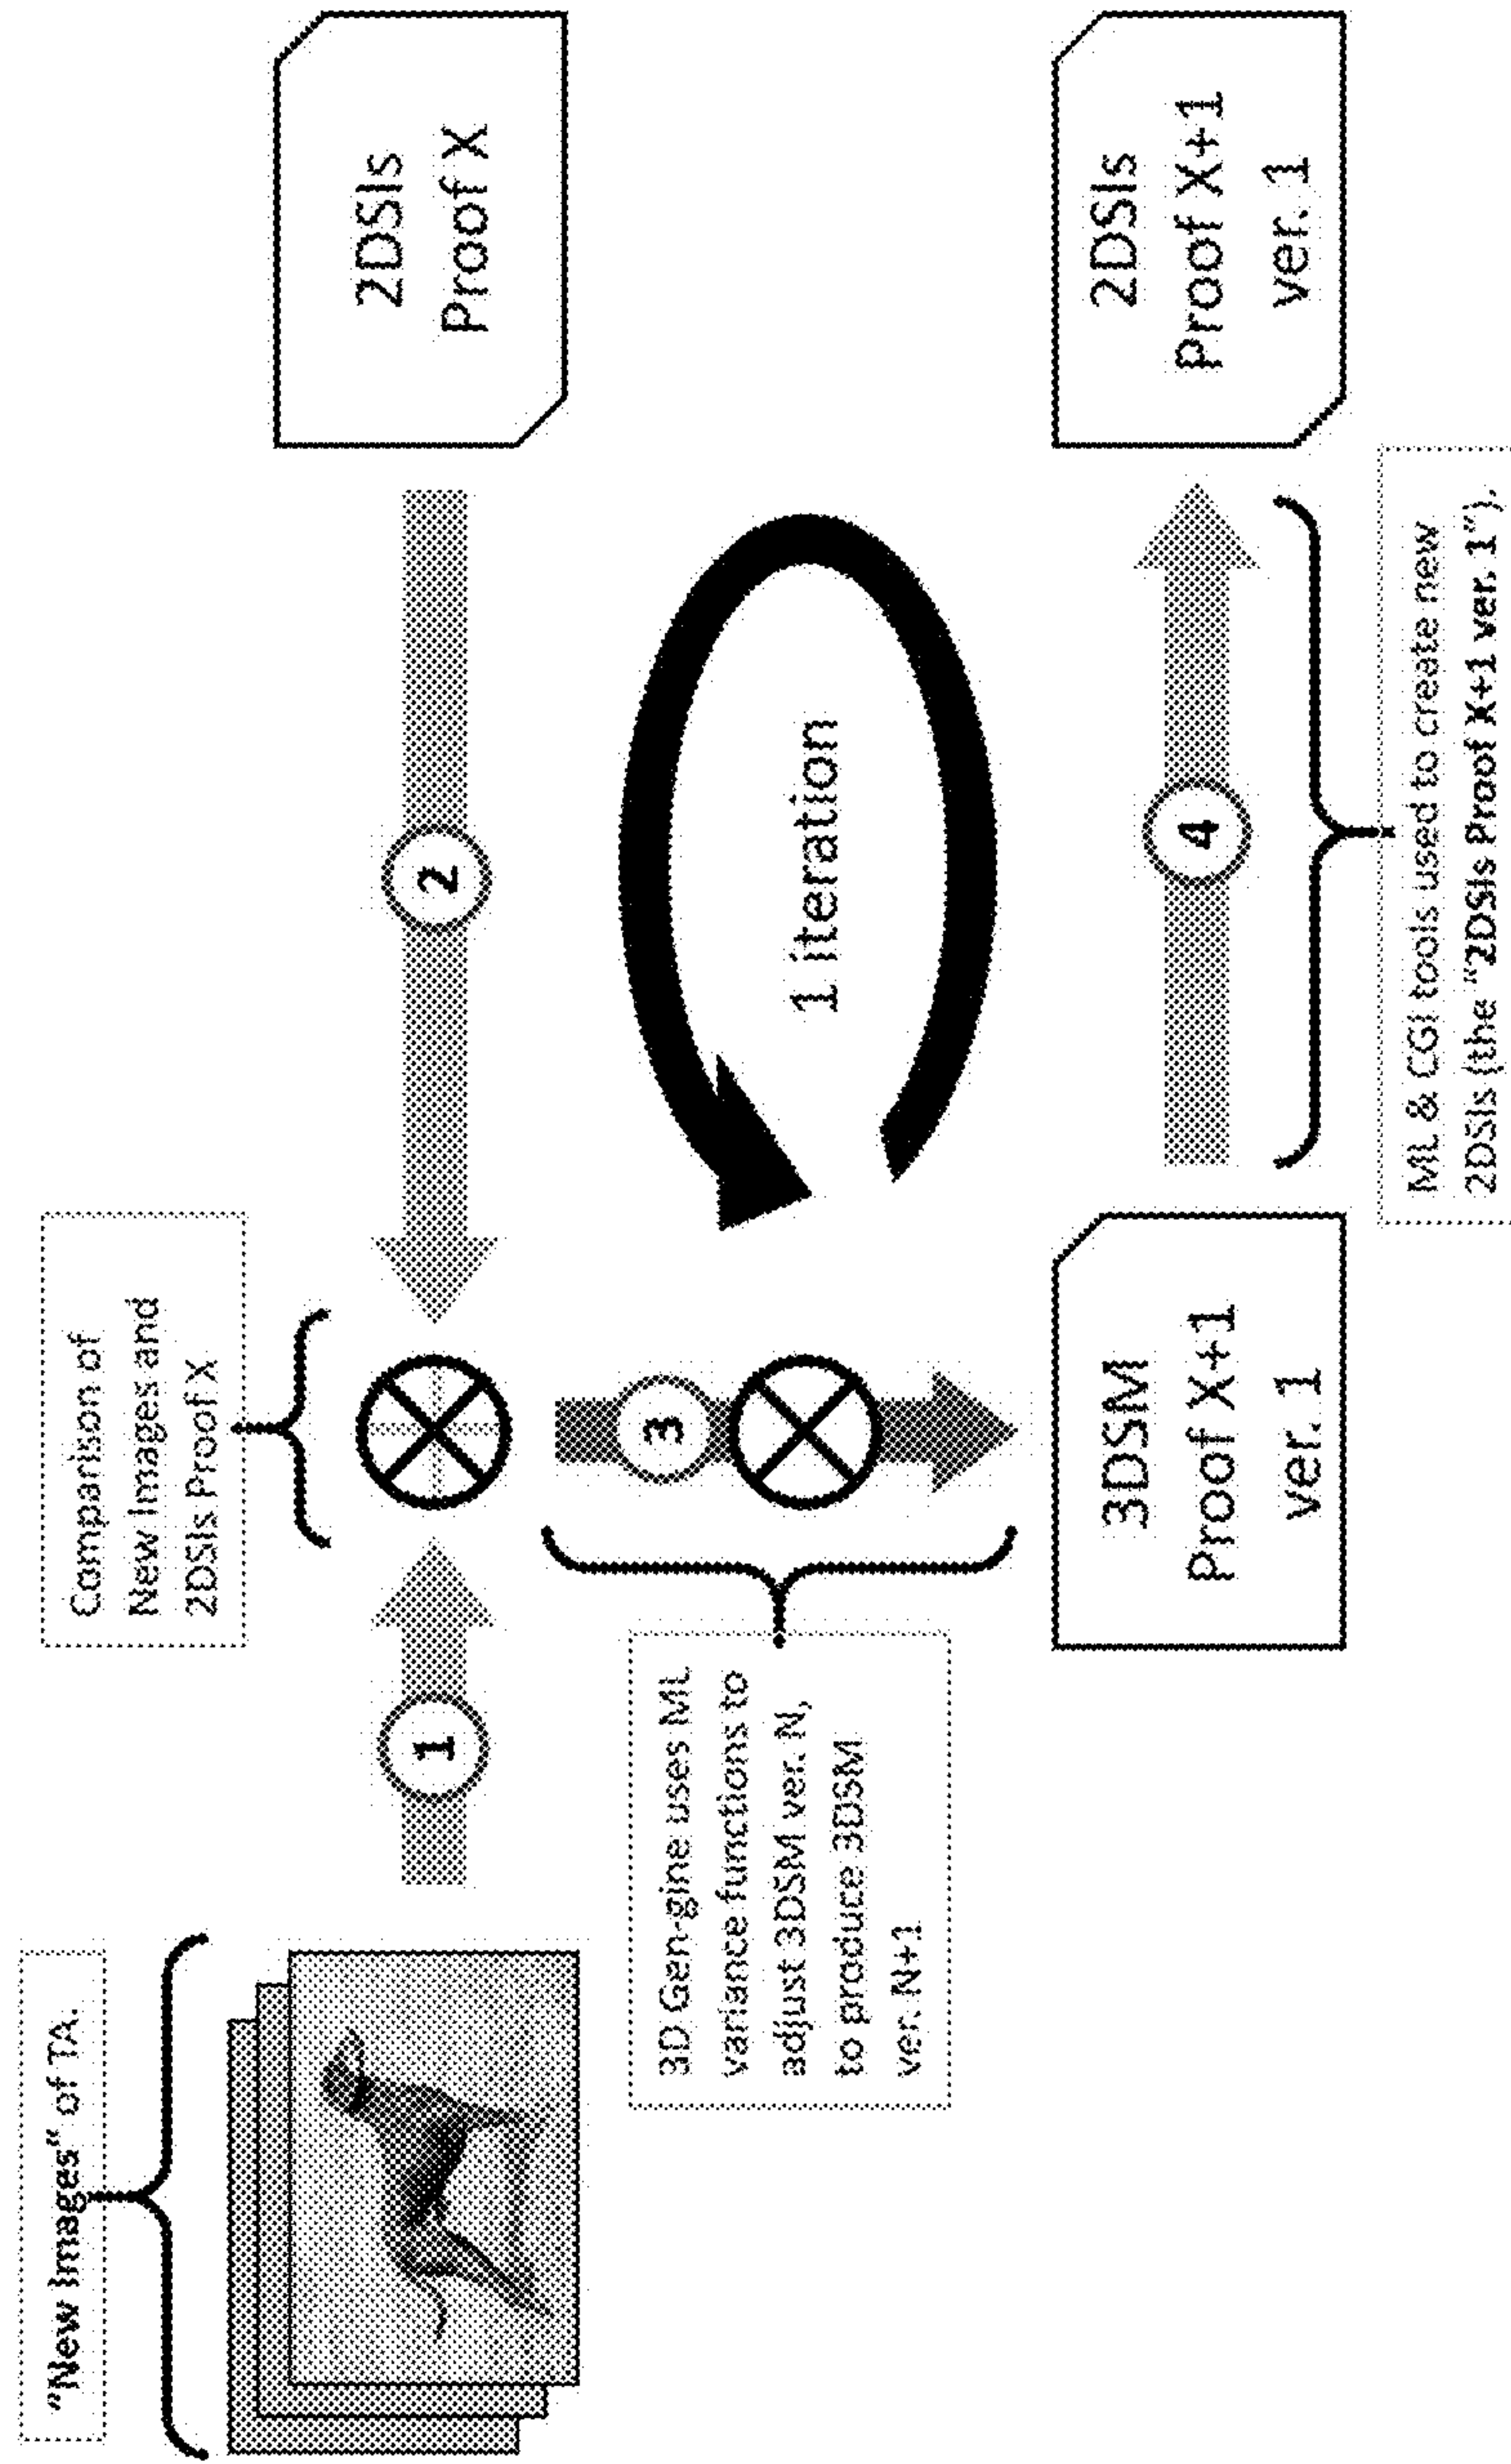 "New Images" of TA.
1
Comparison of
New Images and
2DSIs Proof X
2
2DSIs
Proof X
3D Gen-gine uses ML
variance functions to
adjust 3DSM ver. N,
to produce 3DSM
ver. N+1
3
1 iteration
3DSM
Proof X+1
ver. 1
4
2DSIs
Proof X+1
ver. 1
ML & CGI tools used to create new
2DSIs (the "2DSIs Proof X+1 ver. 1").